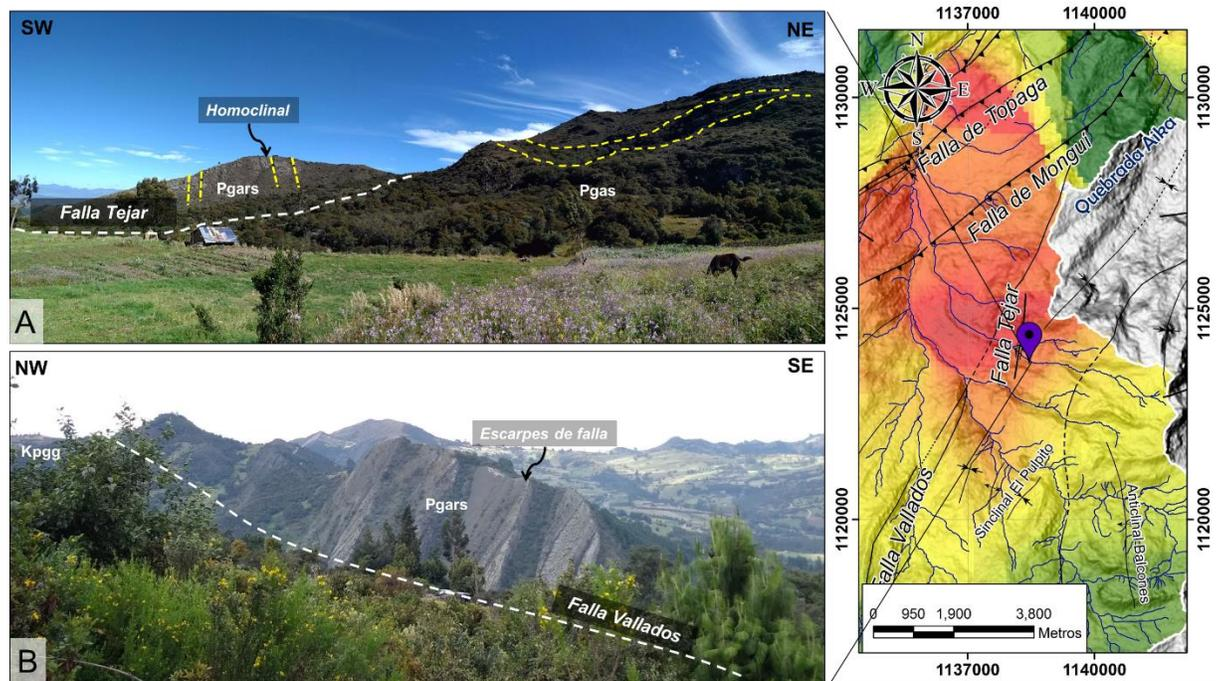 SW
NE
Homoclinal
Pgars
Pgas
Falla Tejar
A
NW
SE
Kpgg
Escarpes de falla
Pgars
Falla Vallados
B
1137000 1140000
N
W E
S
1130000
1130000
Falla de Topaga
Falla de Monguí
Quebrada Aika
1125000
1125000
Falla Tejar
1120000
1120000
Falla Vallados
Sinclinal El Pulpito
Anticlinal Balcones
0 950 1,900 3,800
Metros
1137000 1140000